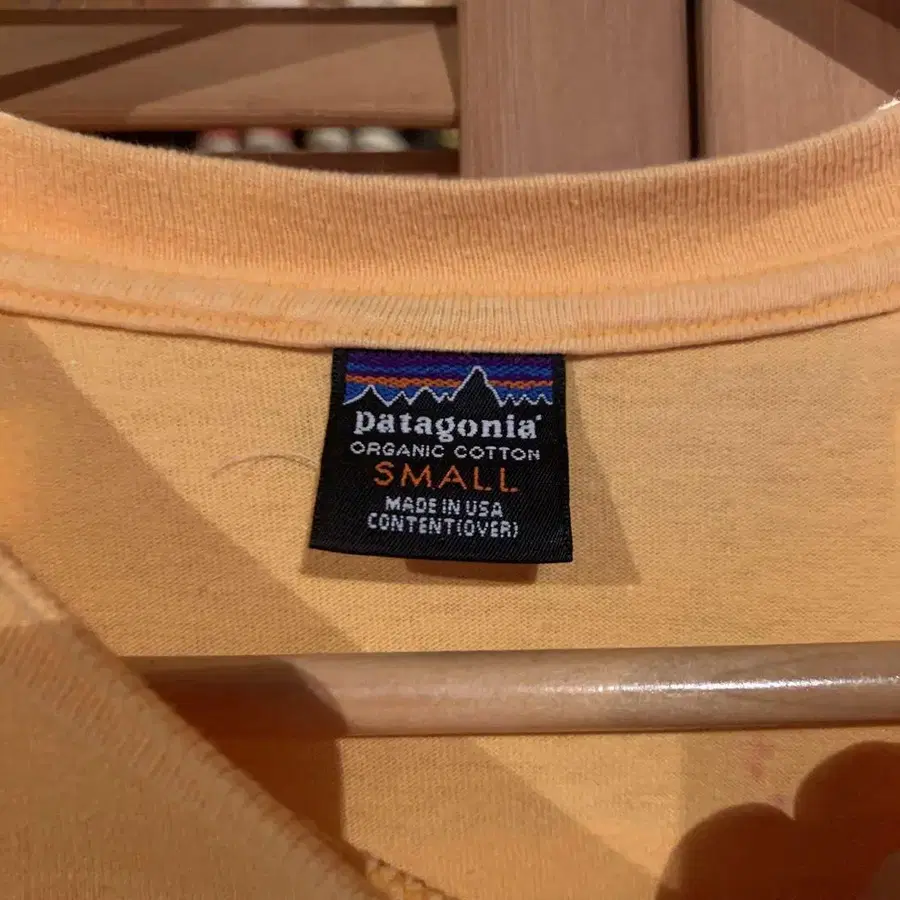 patagonia®
ORGANIC COTTON
SMALL
MADE IN USA
CONTENT(OVER)